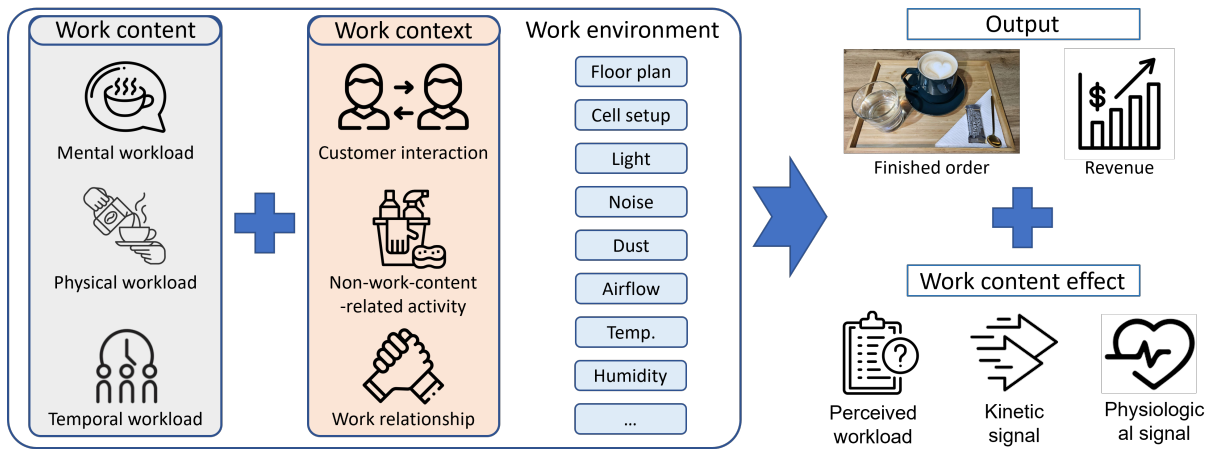 Work content
Mental workload
Physical workload
Temporal workload
Work context
Customer interaction
Non-work-content
-related activity
Work relationship
Work environment
Floor plan
Cell setup
Light
Noise
Dust
Airflow
Temp.
Humidity
...
Output
Finished order
$
Revenue
Work content effect
?
Perceived
workload
Kinetic
signal
Physiologic
al signal